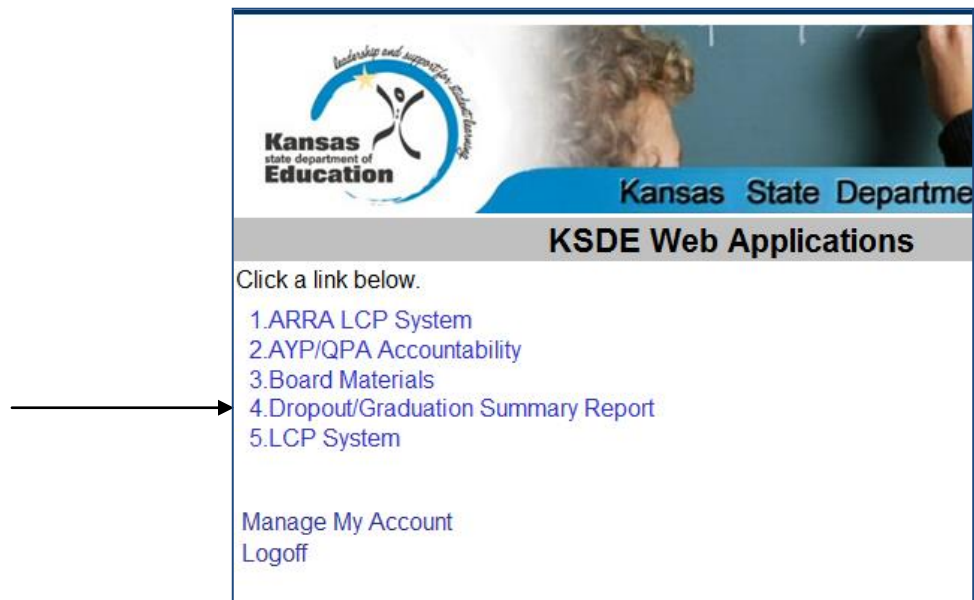 leadership and support for student learning
Kansas
state department of
Education
Kansas State Departme
KSDE Web Applications
Click a link below.
1.ARRA LCP System
2.AYP/QPA Accountability
3.Board Materials
4.Dropout/Graduation Summary Report
5.LCP System
Manage My Account
Logoff